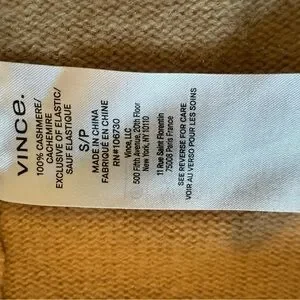 VINCE.
100% CASHMERE/
CACHEMIRE
EXCLUSIVE OF ELASTIC/
SAUF ELASTIQUE
S/P
MADE IN CHINA
FABRIQUÉ EN CHINE
RN#106730
Vince, LLC
500 Fifth Avenue, 20th Floor
New York, NY 10110
11 Rue Saint Florentin
75008 Paris France
SEE REVERSE FOR CARE
VOIR AU VERSO POUR LES SOINS